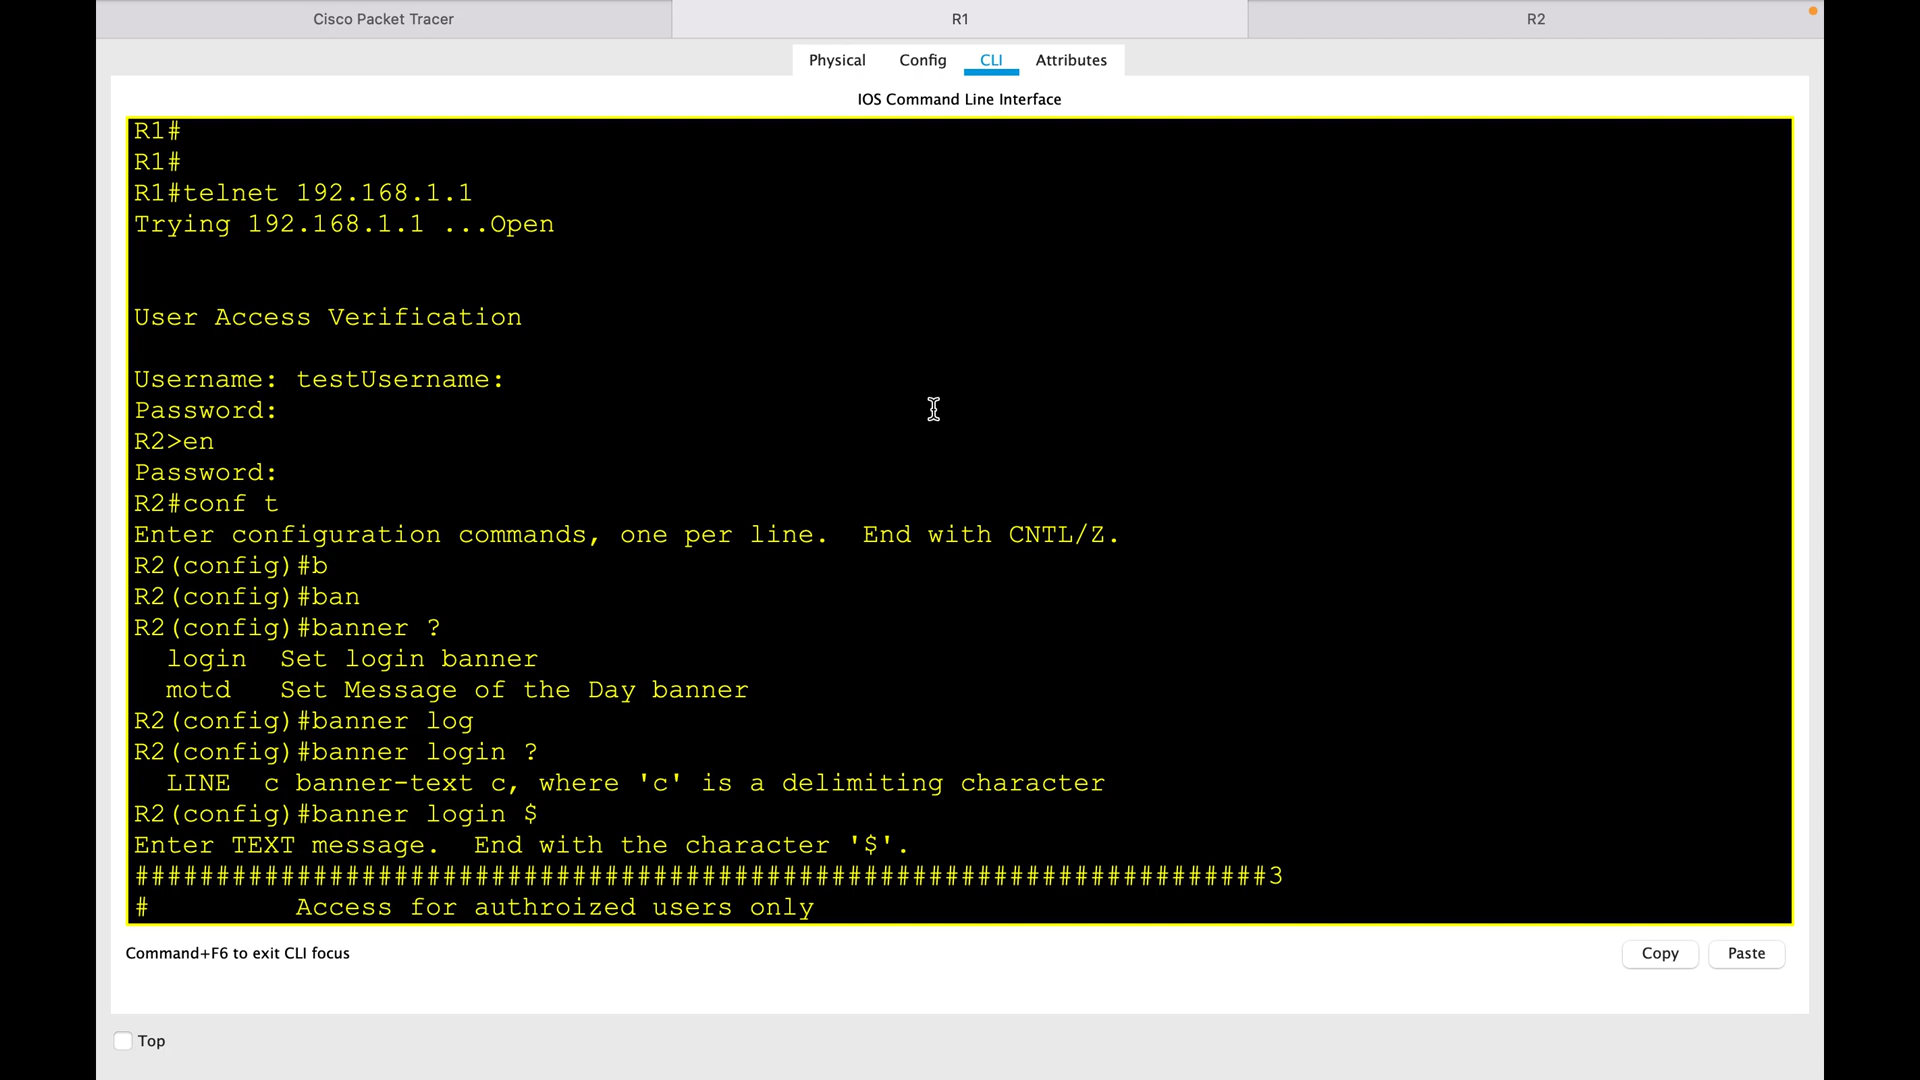 Cisco Packet Tracer
R1
R2
Physical
Config
CLI
Attributes
IOS Command Line Interface
R1#
R1#
R1#telnet 192.168.1.1
Trying 192.168.1.1 ...Open
User Access Verification
Username: testUsername:
Password:
R2>en
Password:
R2#conf t
Enter configuration commands, one per line.  End with CNTL/Z.
R2(config)#b
R2(config)#ban
R2(config)#banner ?
  login  Set login banner
  motd   Set Message of the Day banner
R2(config)#banner log
R2(config)#banner login ?
  LINE  c banner-text c, where 'c' is a delimiting character
R2(config)#banner login $
Enter TEXT message.  End with the character '$'.
######################################################################3
#         Access for authroized users only
Command+F6 to exit CLI focus
Copy
Paste
Top